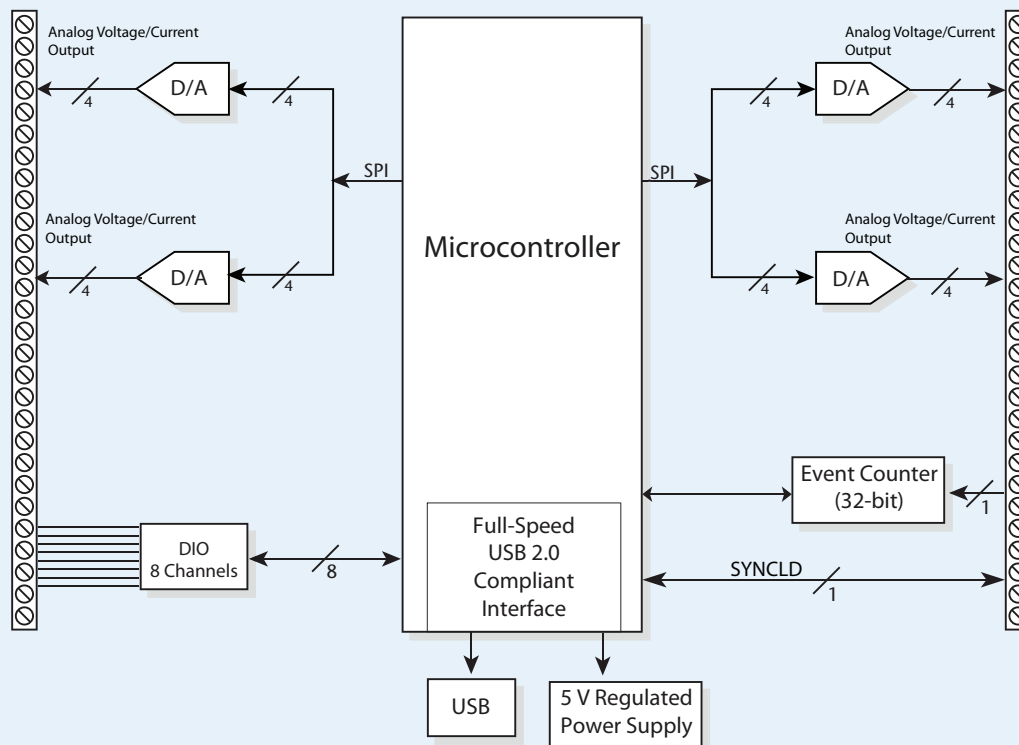 Analog Voltage/Current
Output
D/A
4
4
SPI
Analog Voltage/Current
Output
D/A
4
4
Microcontroller
SPI
Analog Voltage/Current
Output
D/A
4
4
Analog Voltage/Current
Output
D/A
4
4
Event Counter
(32-bit)
1
SYNCLD
1
DIO
8 Channels
8
Full-Speed
USB 2.0
Compliant
Interface
USB
5 V Regulated
Power Supply